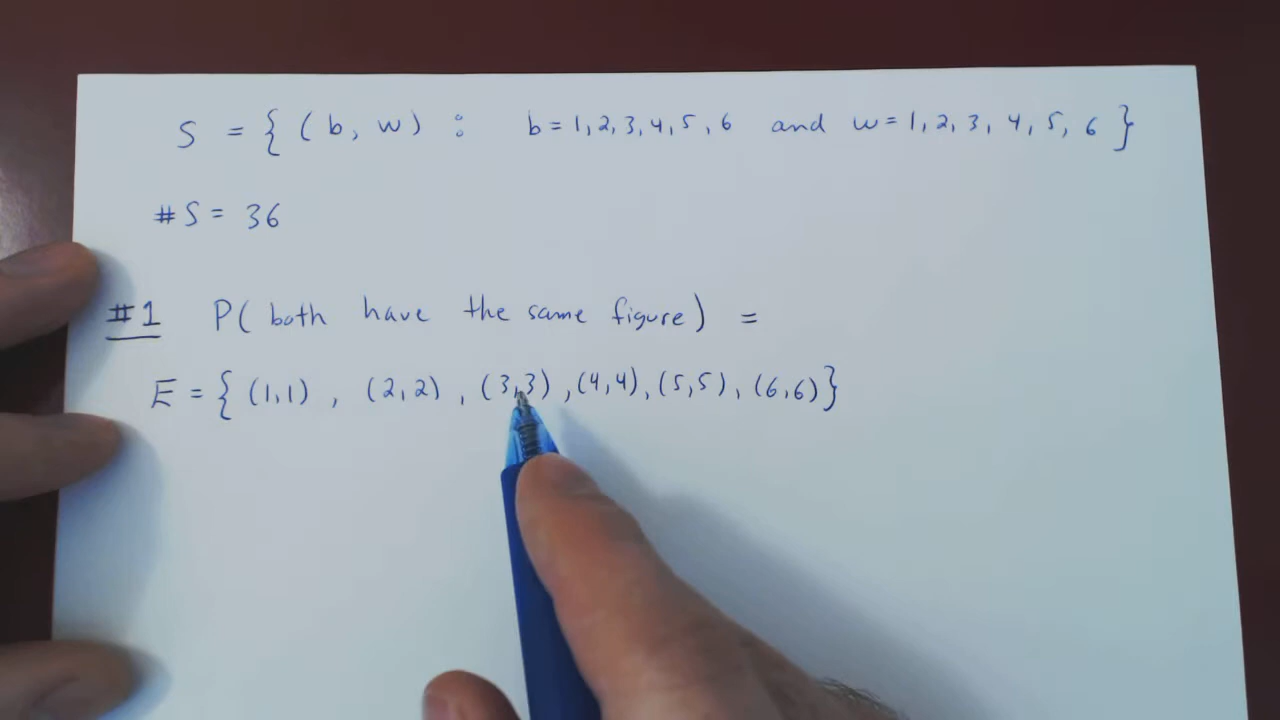 S = { (b, w) : b = 1, 2, 3, 4, 5, 6 and w = 1, 2, 3, 4, 5, 6 }
#S = 36
#1 P( both have the same figure) =
E = { (1,1) , (2,2) , (3,3) , (4,4), (5,5), (6,6)}